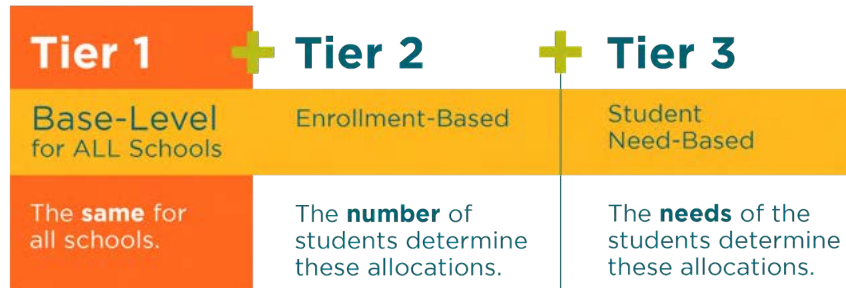 Tier 1 + Tier 2 + Tier 3
Base-Level
for ALL Schools
Enrollment-Based
Student
Need-Based
The same for
all schools.
The number of
students determine
these allocations.
The needs of the
students determine
these allocations.